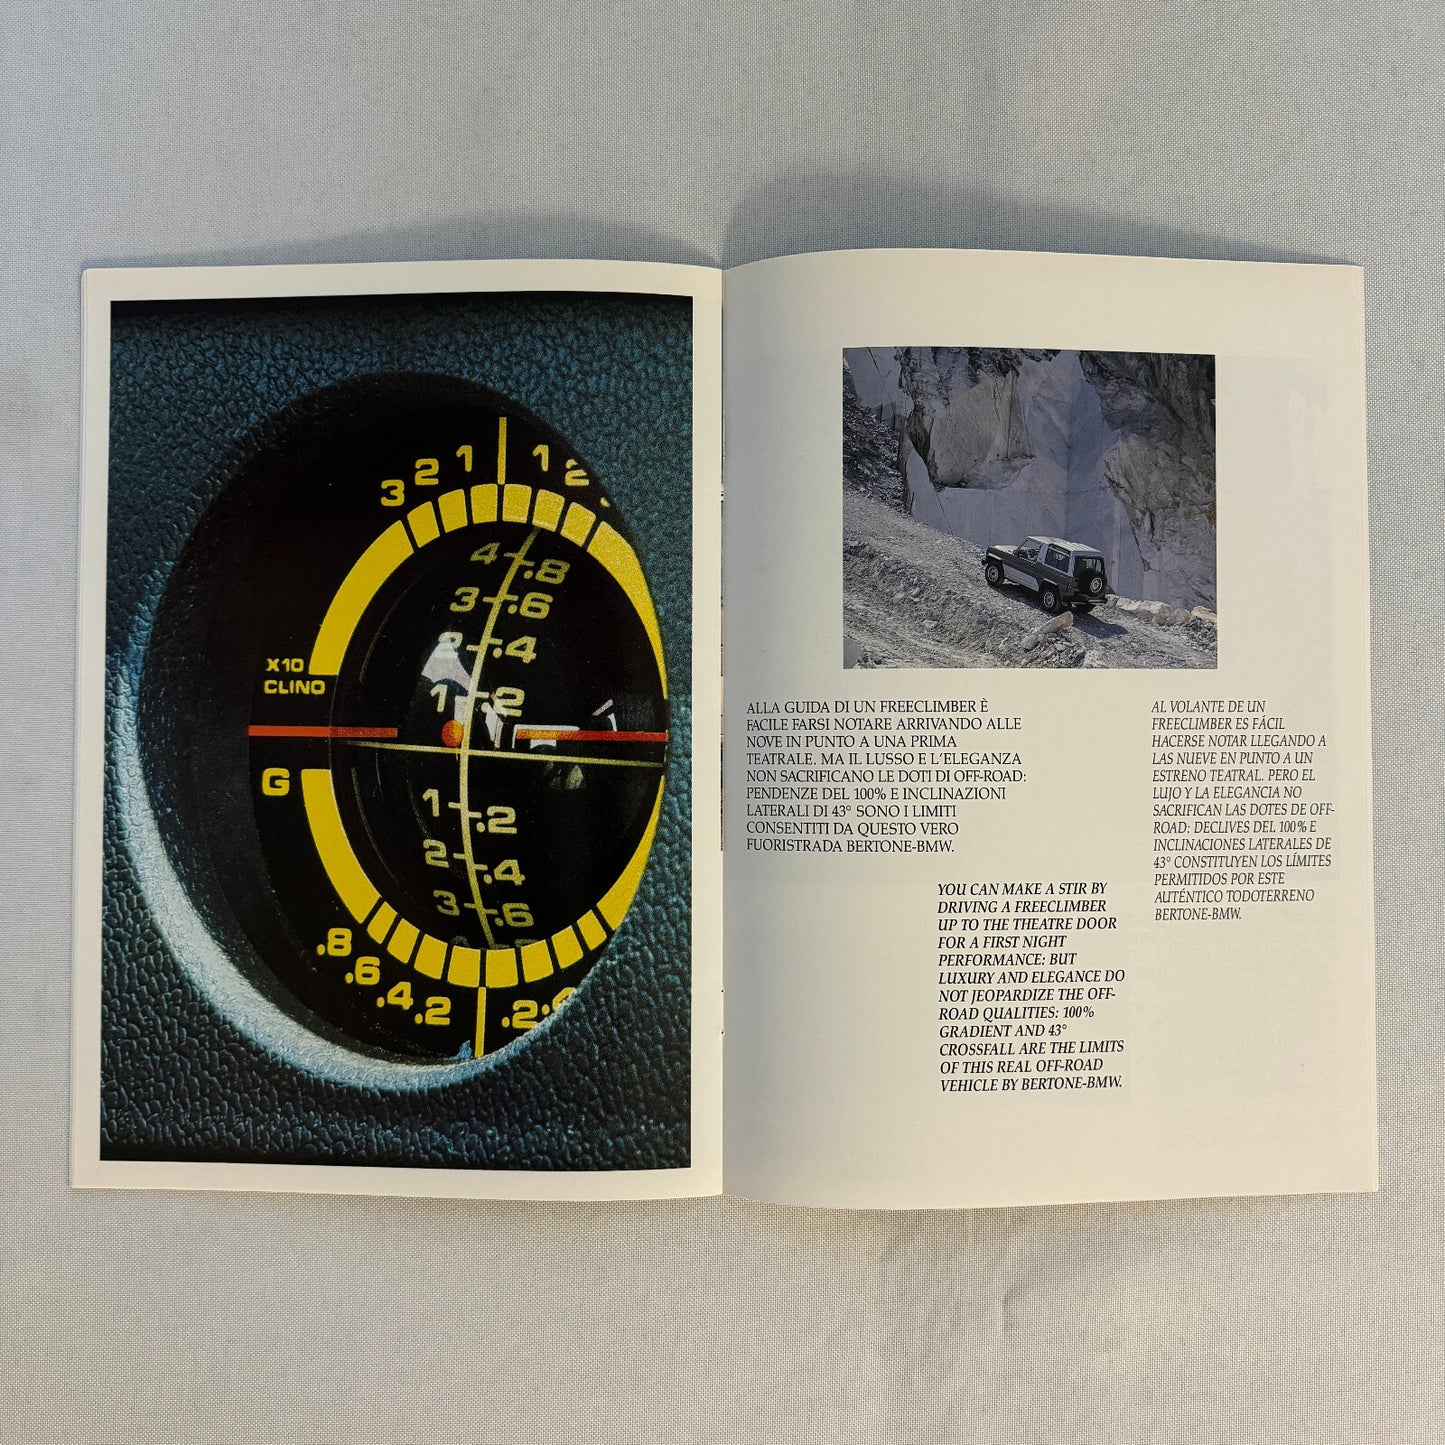 3 2 1 1 2
4 .8
3 .6
2 .4
1 .2
X10
CLINO
G
1 .2
2 .4
3 .6
.8
.6
.4
.2 .2
ALLA GUIDA DI UN FREECLIMBER È
FACILE FARSI NOTARE ARRIVANDO ALLE
NOVE IN PUNTO A UNA PRIMA
TEATRALE. MA IL LUSSO E L'ELEGANZA
NON SACRIFICANO LE DOTI DI OFF-ROAD:
PENDENZE DEL 100% E INCLINAZIONI
LATERALI DI 43° SONO I LIMITI
CONSENTITI DA QUESTO VERO
FUORISTRADA BERTONE-BMW.
YOU CAN MAKE A STIR BY
DRIVING A FREECLIMBER
UP TO THE THEATRE DOOR
FOR A FIRST NIGHT
PERFORMANCE: BUT
LUXURY AND ELEGANCE DO
NOT JEOPARDIZE THE OFF-
ROAD QUALITIES: 100%
GRADIENT AND 43°
CROSSFALL ARE THE LIMITS
OF THIS REAL OFF-ROAD
VEHICLE BY BERTONE-BMW.
AL VOLANTE DE UN
FREECLIMBER ES FÁCIL
HACERSE NOTAR LLEGANDO A
LAS NUEVE EN PUNTO A UN
ESTRENO TEATRAL. PERO EL
LUJO Y LA ELEGANCIA NO
SACRIFICAN LAS DOTES DE OFF-
ROAD: DECLIVES DEL 100% E
INCLINACIONES LATERALES DE
43° CONSTITUYEN LOS LÍMITES
PERMITIDOS POR ESTE
AUTÉNTICO TODOTERRENO
BERTONE-BMW.